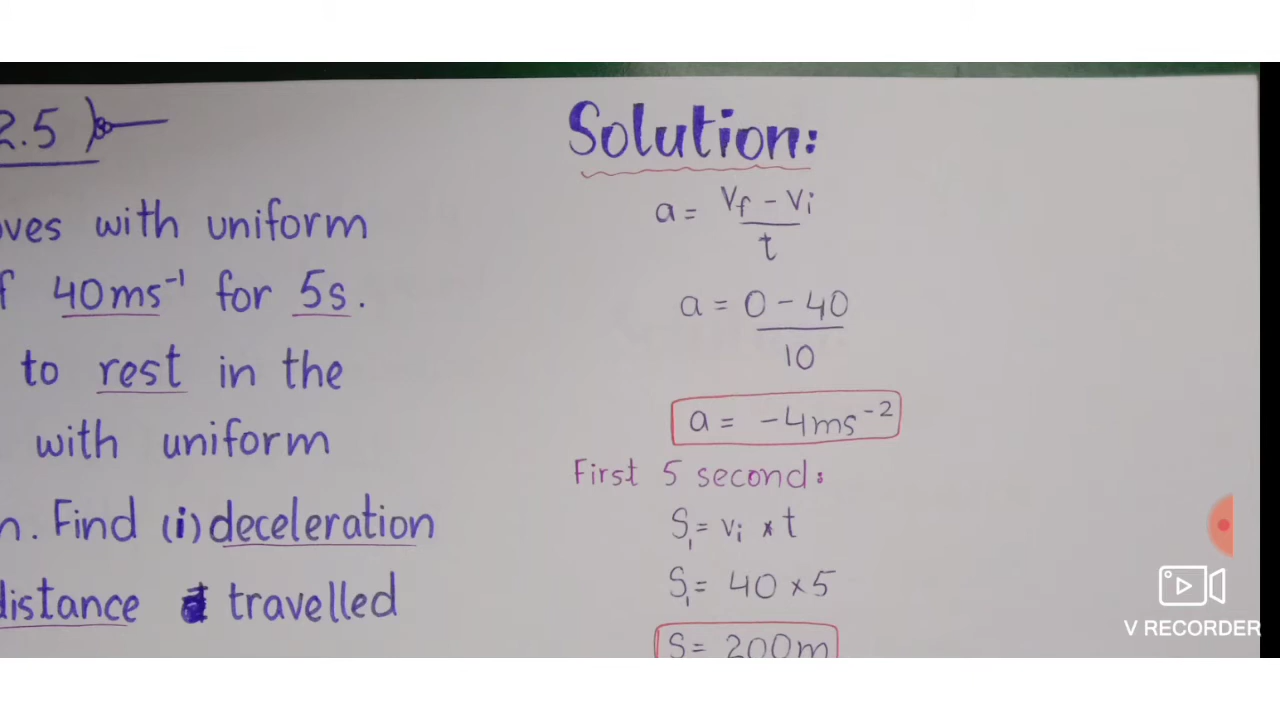 2.5
oves with uniform
f 40ms⁻¹ for 5s.
to rest in the
with uniform
n. Find (i) deceleration
distance travelled
Solution:
a = Vf - Vi
t
a = 0 - 40
10
a = -4ms⁻²
First 5 second:
S₁ = Vi × t
S₁ = 40 × 5
S = 200m
V RECORDER